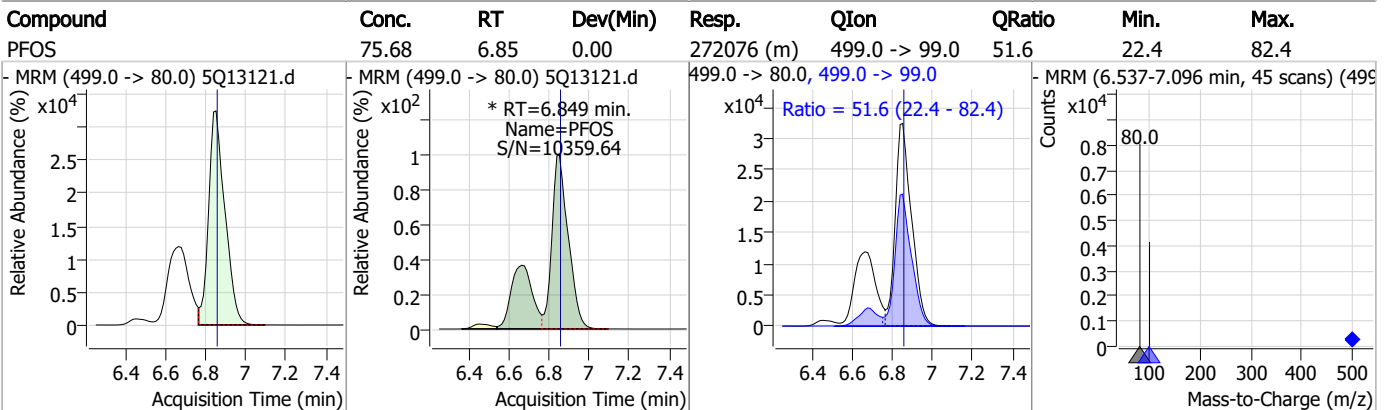 Compound Conc. RT Dev(Min) Resp. QIon QRatio Min. Max.
PFOS 75.68 6.85 0.00 272076 (m) 499.0 -> 99.0 51.6 22.4 82.4
- MRM (499.0 -> 80.0) 5Q13121.d
x10⁴
Relative Abundance (%)
2.5
2
1.5
1
0.5
0
6.4 6.6 6.8 7 7.2 7.4
Acquisition Time (min)
- MRM (499.0 -> 80.0) 5Q13121.d
x10²
* RT=6.849 min.
Name=PFOS
S/N=10359.64
Relative Abundance (%)
1
0.8
0.6
0.4
0.2
0
6.4 6.6 6.8 7 7.2 7.4
Acquisition Time (min)
499.0 -> 80.0, 499.0 -> 99.0
x10⁴
Ratio = 51.6 (22.4 - 82.4)
Relative Abundance (%)
3
2.5
2
1.5
1
0.5
0
6.4 6.6 6.8 7 7.2 7.4
Acquisition Time (min)
- MRM (6.537-7.096 min, 45 scans) (499
x10⁴
Counts
80.0
0.8
0.7
0.6
0.5
0.4
0.3
0.2
0.1
0
100 200 300 400 500
Mass-to-Charge (m/z)